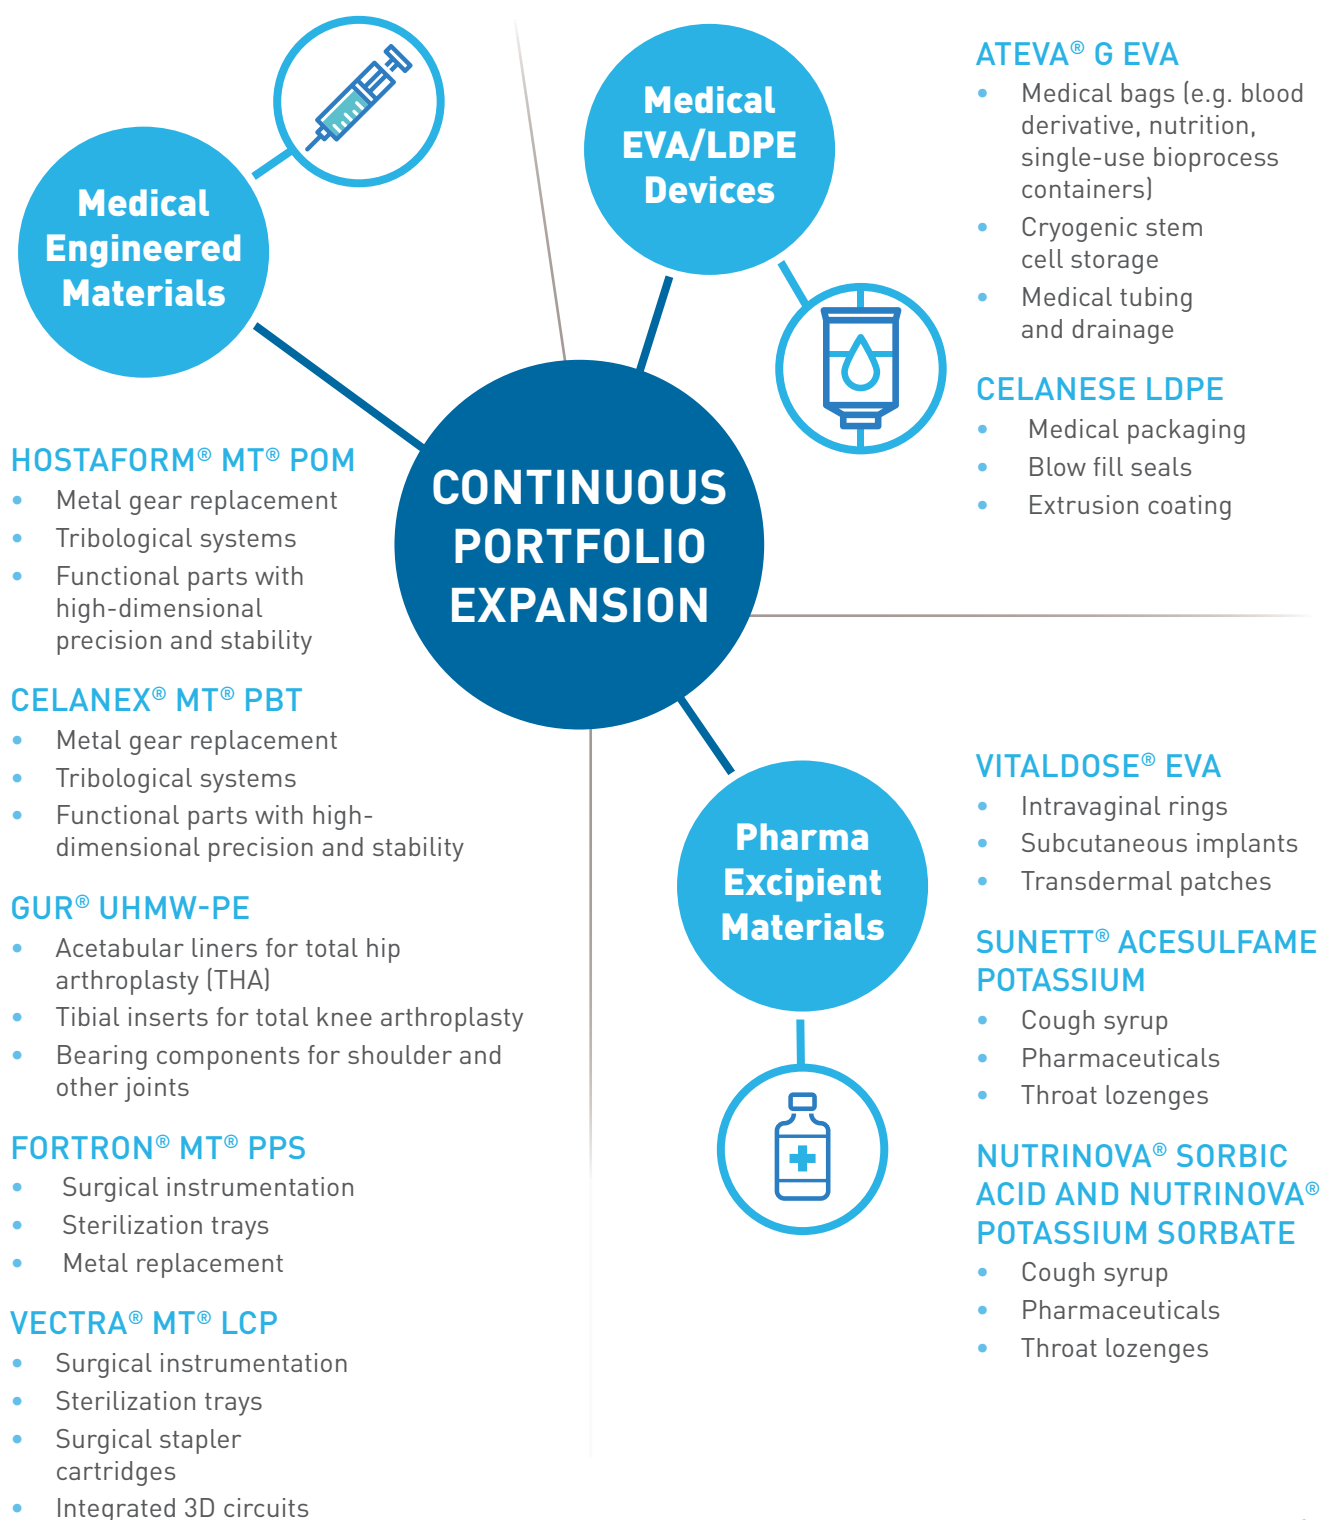 Medical
Engineered
Materials
HOSTAFORM® MT® POM
• Metal gear replacement
• Tribological systems
• Functional parts with
high-dimensional
precision and stability
CELANEX® MT® PBT
• Metal gear replacement
• Tribological systems
• Functional parts with high-
dimensional precision and stability
GUR® UHMW-PE
• Acetabular liners for total hip
arthroplasty (THA)
• Tibial inserts for total knee arthroplasty
• Bearing components for shoulder and
other joints
FORTRON® MT® PPS
• Surgical instrumentation
• Sterilization trays
• Metal replacement
VECTRA® MT® LCP
• Surgical instrumentation
• Sterilization trays
• Surgical stapler
cartridges
• Integrated 3D circuits
CONTINUOUS
PORTFOLIO
EXPANSION
Medical
EVA/LDPE
Devices
ATEVA® G EVA
• Medical bags (e.g. blood
derivative, nutrition,
single-use bioprocess
containers)
• Cryogenic stem
cell storage
• Medical tubing
and drainage
CELANESE LDPE
• Medical packaging
• Blow fill seals
• Extrusion coating
Pharma
Excipient
Materials
VITALDOSE® EVA
• Intravaginal rings
• Subcutaneous implants
• Transdermal patches
SUNETT® ACESULFAME
POTASSIUM
• Cough syrup
• Pharmaceuticals
• Throat lozenges
NUTRINOVA® SORBIC
ACID AND NUTRINOVA®
POTASSIUM SORBATE
• Cough syrup
• Pharmaceuticals
• Throat lozenges